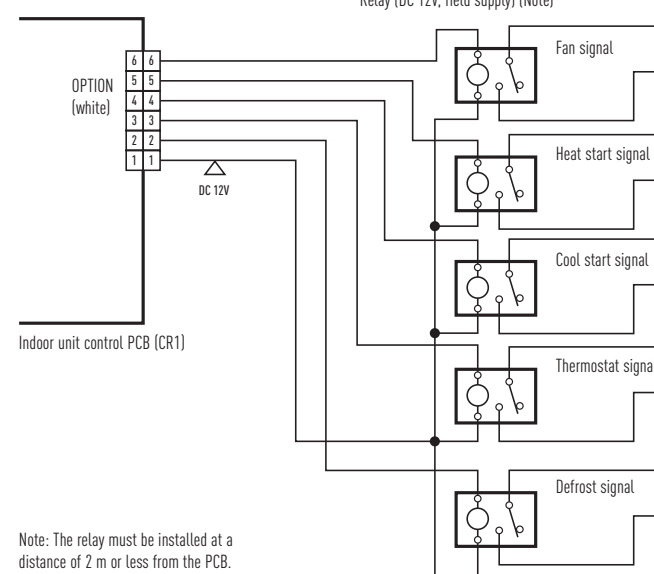 Relay (DC 12V, field supply) (Note)
Fan signal
OPTION
(white)
6 6
5 5
4 4
3 3
2 2
1 1
DC 12V
Heat start signal
Cool start signal
Indoor unit control PCB (CR1)
Thermostat signa
Defrost signal
Note: The relay must be installed at a
distance of 2 m or less from the PCB.